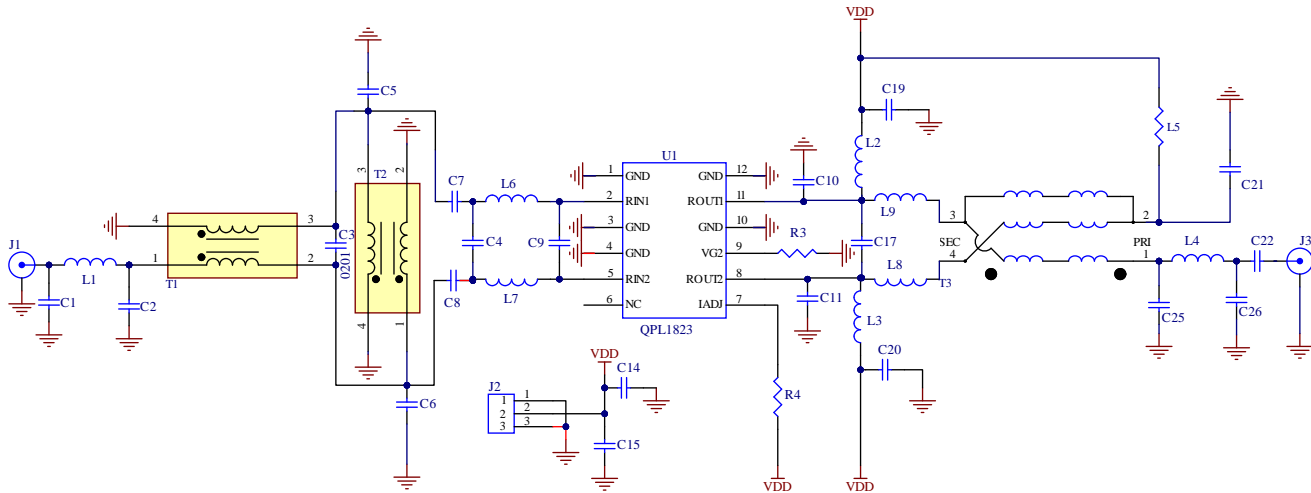 VDD
C5
C19
L2
L5
T2
3
2
U1
C7
L6
1
GND
GND
12
C10
C21
2
RIN1
ROUT1
11
L9
3
2
4
3
C3
0201
C4
C9
3
GND
GND
10
R3
C17
SEC
PRI
J1
4
GND
VG2
9
4
1
L4
C22
J3
1
2
L1
T1
C8
L7
5
RIN2
ROUT2
8
L8
T3
C1
C2
6
NC
IADJ
7
C11
L3
C25
C26
4
1
QPL1823
VDD
C14
C20
C6
J2
1
1
2
2
3
3
C15
R4
VDD
VDD